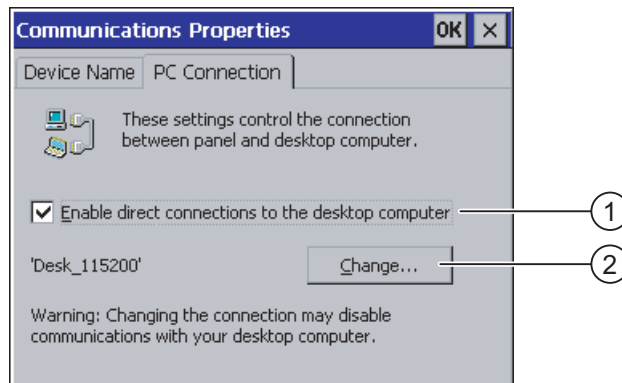 Communications Properties OK ×
Device Name PC Connection
These settings control the connection
between panel and desktop computer.
Enable direct connections to the desktop computer 1
'Desk_115200' Change... 2
Warning: Changing the connection may disable
communications with your desktop computer.